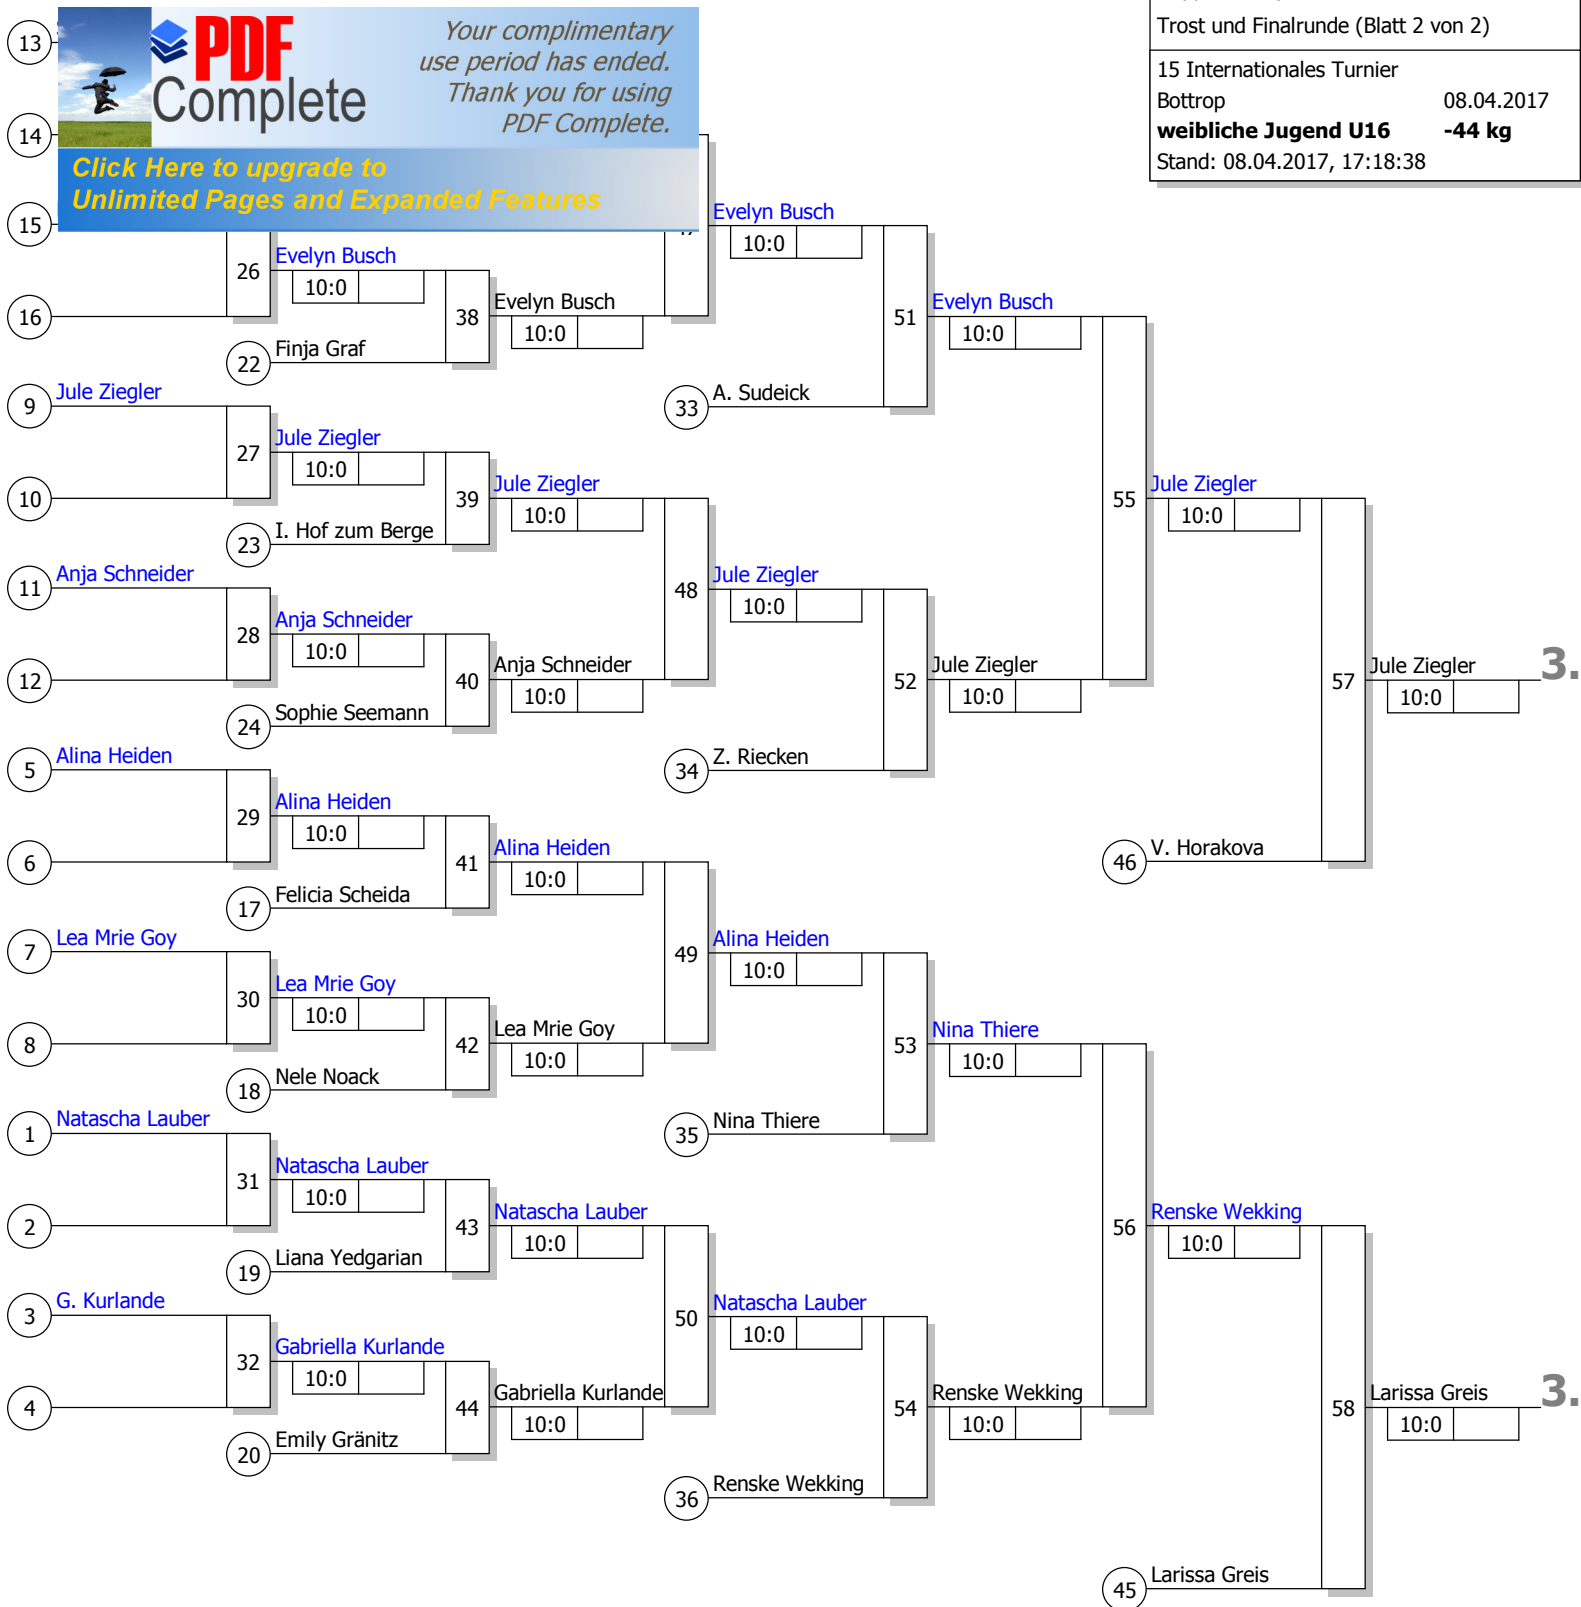 Trost und Finalrunde (Blatt 2 von 2)
15 Internationales Turnier
Bottrop 08.04.2017
weibliche Jugend U16 -44 kg
Stand: 08.04.2017, 17:18:38
PDF
Complete
Your complimentary
use period has ended.
Thank you for using
PDF Complete.
Click Here to upgrade to
Unlimited Pages and Expanded Features
13
14
15
Evelyn Busch
10:0
26
Evelyn Busch
10:0
16
38
Evelyn Busch
10:0
51
Evelyn Busch
10:0
22
Finja Graf
33
A. Sudeick
9
Jule Ziegler
27
Jule Ziegler
10:0
10
39
Jule Ziegler
10:0
55
Jule Ziegler
10:0
23
I. Hof zum Berge
11
Anja Schneider
48
Jule Ziegler
10:0
28
Anja Schneider
10:0
12
40
Anja Schneider
10:0
52
Jule Ziegler
10:0
57
Jule Ziegler
10:0
3.
24
Sophie Seemann
34
Z. Riecken
5
Alina Heiden
29
Alina Heiden
10:0
6
41
Alina Heiden
10:0
46
V. Horakova
17
Felicia Scheida
7
Lea Mrie Goy
49
Alina Heiden
10:0
30
Lea Mrie Goy
10:0
8
42
Lea Mrie Goy
10:0
53
Nina Thiere
10:0
18
Nele Noack
1
Natascha Lauber
35
Nina Thiere
31
Natascha Lauber
10:0
2
43
Natascha Lauber
10:0
56
Renske Wekking
10:0
19
Liana Yedgarian
3
G. Kurlande
50
Natascha Lauber
10:0
32
Gabriella Kurlande
10:0
4
44
Gabriella Kurlande
10:0
54
Renske Wekking
10:0
58
Larissa Greis
10:0
3.
20
Emily Gränitz
36
Renske Wekking
45
Larissa Greis